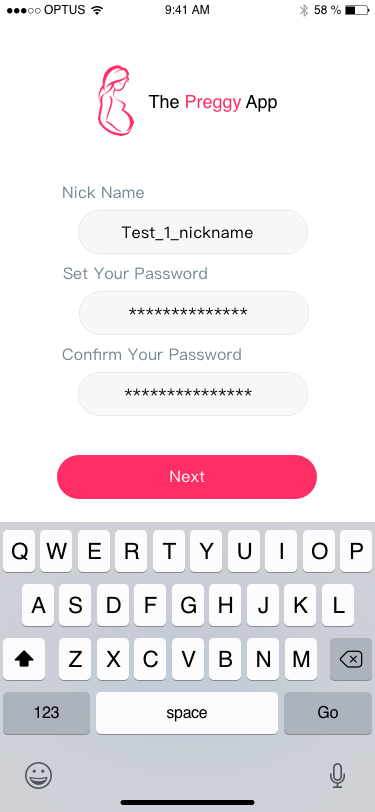 OPTUS 9:41 AM 58 %
The Preggy App
Nick Name
Test_1_nickname
Set Your Password
**************
Confirm Your Password
***************
Next
Q W E R T Y U I O P
A S D F G H J K L
Z X C V B N M
123 space Go